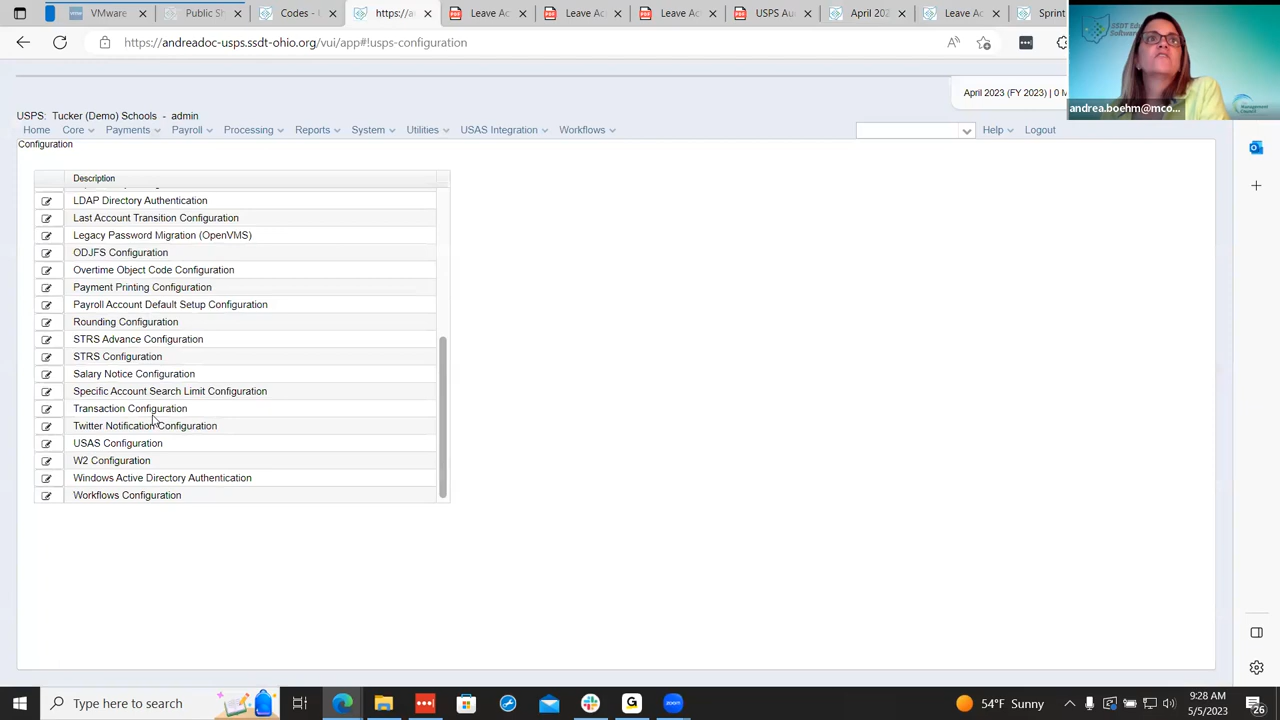 VMware
Public Sh
Codes -
https://a
Leave Ac
Leave Ac
Leave Ac
USPS Au
April 202
Leave Ac
Sprint
https://andreadoc-usps.ssdt-ohio.org/vui/app#!usps-configuration
April 2023 (FY 2023) | 0 M
andrea.boehm@mco...
USPS: Tucker (Demo) Schools - admin
Home Core Payments Payroll Processing Reports System Utilities USAS Integration Workflows Help Logout
Configuration
Description
LDAP Directory Authentication
Last Account Transition Configuration
Legacy Password Migration (OpenVMS)
ODJFS Configuration
Overtime Object Code Configuration
Payment Printing Configuration
Payroll Account Default Setup Configuration
Rounding Configuration
STRS Advance Configuration
STRS Configuration
Salary Notice Configuration
Specific Account Search Limit Configuration
Transaction Configuration
Twitter Notification Configuration
USAS Configuration
W2 Configuration
Windows Active Directory Authentication
Workflows Configuration
Type here to search
zoom
54°F Sunny
9:28 AM
5/5/2023
26